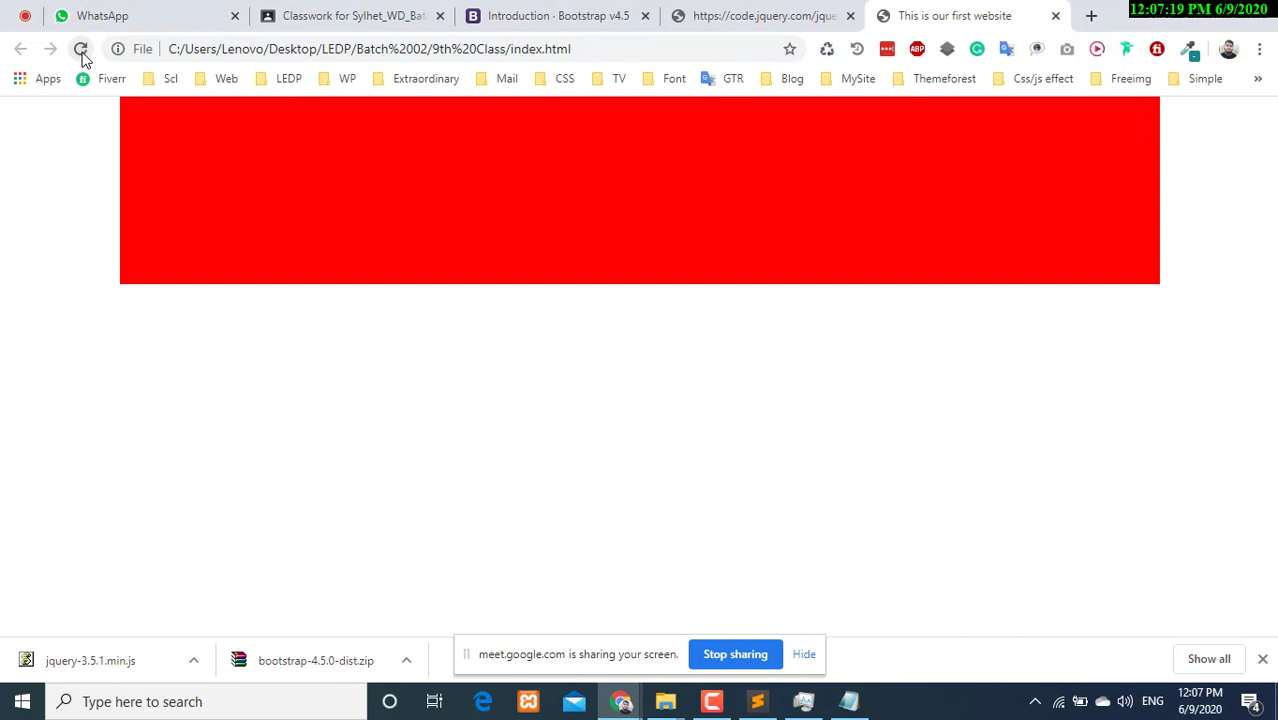 WhatsApp
Classwork for Sylhet_WD_Bat
Introduction · Bootstrap v4.5
https://code.jquery.com/jque
This is our first website
12:07:19 PM 6/9/2020
File
C:/Users/Lenovo/Desktop/LEDP/Batch%2002/9th%20Class/index.html
ABP
Apps
Fiverr
Scl
Web
LEDP
WP
Extraordinary
Mail
CSS
TV
Font
GTR
Blog
MySite
Themeforest
Css/js effect
Freeimg
Simple
»
jquery-3.5.1.min.js
bootstrap-4.5.0-dist.zip
meet.google.com is sharing your screen.
Stop sharing
Hide
Show all
Type here to search
ENG
12:07 PM
6/9/2020
4